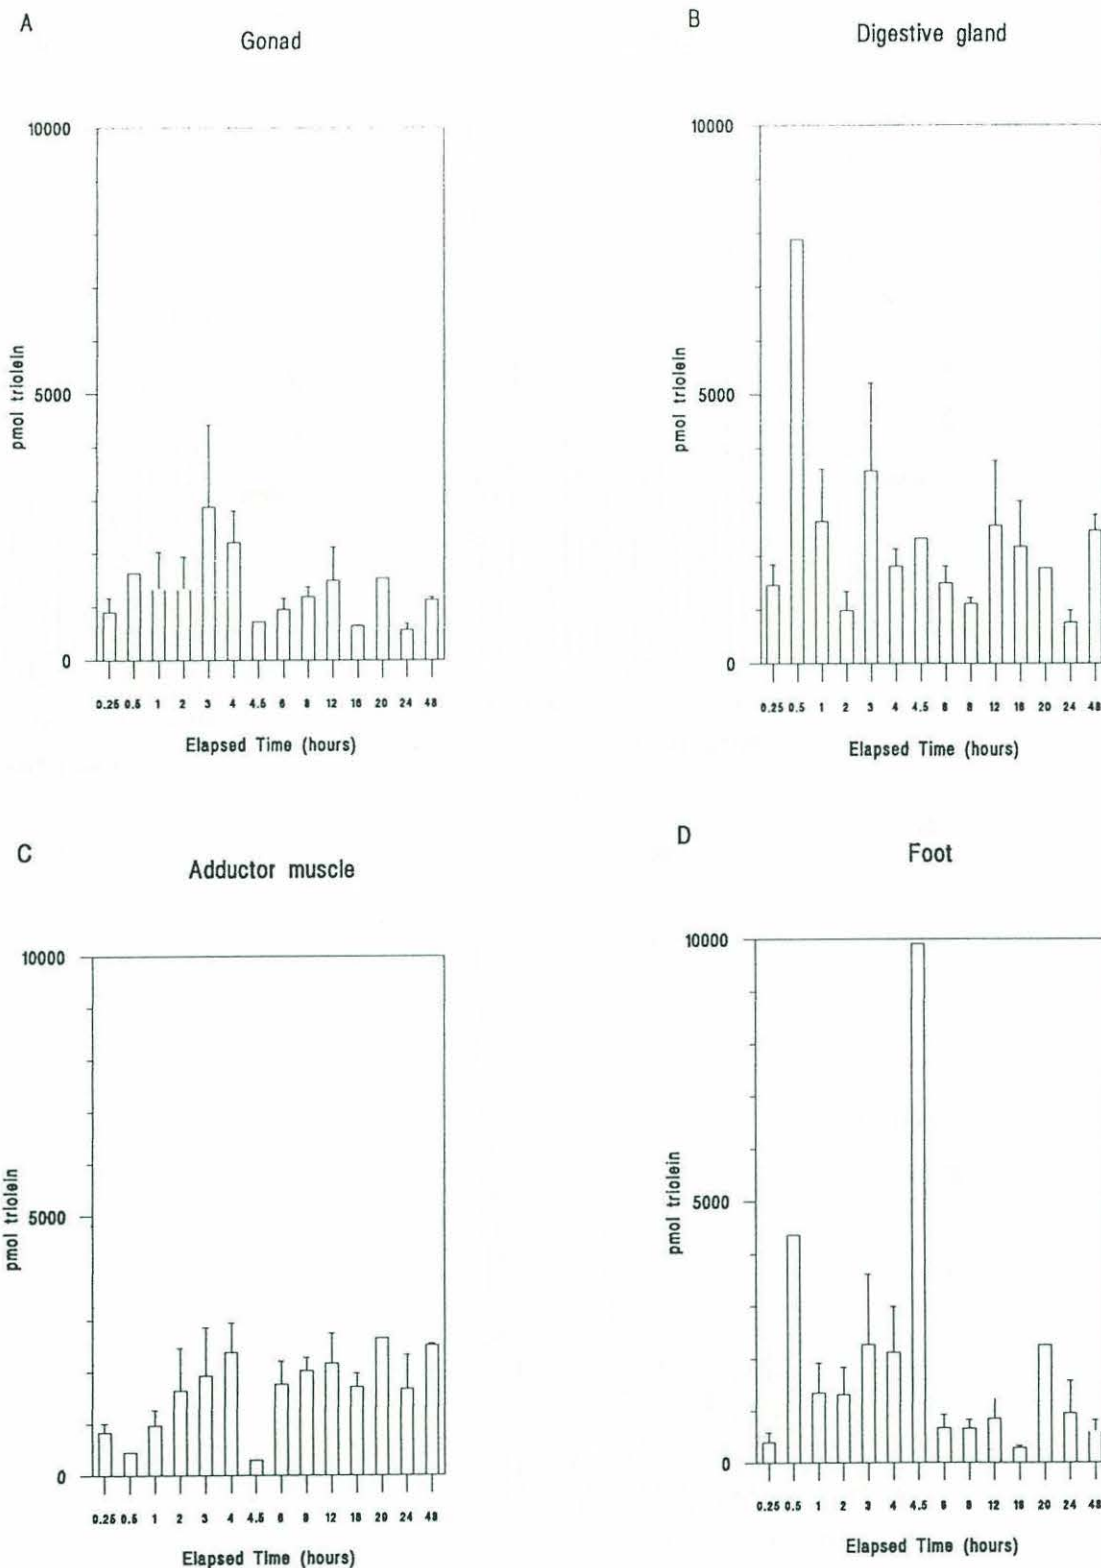 A
Gonad
10000
5000
0
pmol triolein
0.25 0.5 1 2 3 4 4.5 6 8 12 16 20 24 48
Elapsed Time (hours)
B
Digestive gland
10000
5000
0
pmol triolein
0.25 0.5 1 2 3 4 4.5 6 8 12 16 20 24 48
Elapsed Time (hours)
C
Adductor muscle
10000
5000
0
pmol triolein
0.25 0.5 1 2 3 4 4.5 6 8 12 16 20 24 48
Elapsed Time (hours)
D
Foot
10000
5000
0
pmol triolein
0.25 0.5 1 2 3 4 4.5 6 8 12 16 20 24 48
Elapsed Time (hours)